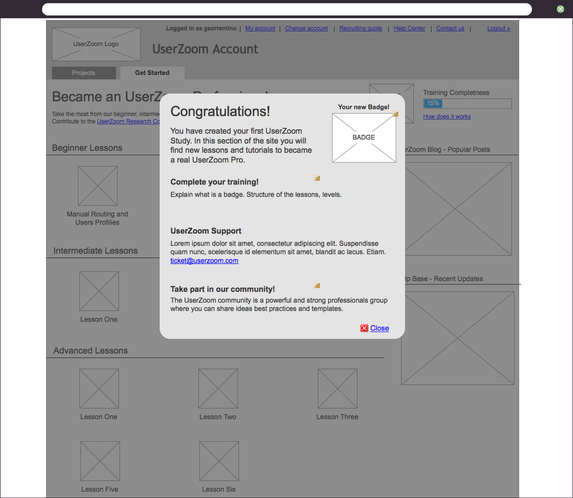 Logged in as gsorrentino | My account | Change account | Recruiting quote | Help Center | Contact us | Logout »
UserZoom Logo
UserZoom Account
Projects
Get Started
Became an UserZoom
Take the most from our beginner, interme
Contribute to the UserZoom Research Co
Training Completness
15%
How does it works
Congratulations!
Your new Badge!
BADGE
You have created your first UserZoom
Study. In this section of the site you will
find new lessons and tutorials to became
a real UserZoom Pro.
Complete your training!
Explain what is a badge. Structure of the lessons, levels.
UserZoom Support
Lorem ipsum dolor sit amet, consectetur adipiscing elit. Suspendisse
quam nunc, scelerisque id elementum sit amet, blandit ac lacus. Etiam.
ticket@userzoom.com
Take part in our community!
The UserZoom community is a powerful and strong professionals group
where you can share ideas best practices and templates.
Close
Beginner Lessons
Manual Routing and
Users Profiles
rZoom Blog - Popular Posts
Intermediate Lessons
Lesson One
lp Base - Recent Updates
Advanced Lessons
Lesson One
Lesson Two
Lesson Three
Lesson Five
Lesson Six